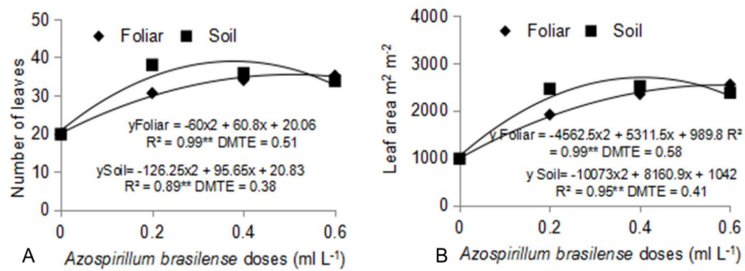 50
40
30
20
10
0
Number of leaves
Foliar Soil
yFoliar = -60x2 + 60.8x + 20.06
R² = 0.99** DMTE = 0.51
ySoil= -126.25x2 + 95.65x + 20.83
R² = 0.89** DMTE = 0.38
0 0.2 0.4 0.6
A Azospirillum brasilense doses (ml L-1)
4000
3000
2000
1000
0
Leaf area m² m-2
Foliar Soil
y Foliar = -4562.5x2 + 5311.5x + 989.8 R²
= 0.99** DMTE = 0.58
y Soil= -10073x2 + 8160.9x + 1042
R² = 0.95** DMTE = 0.41
0 0.2 0.4 0.6
B Azospirillum brasilense doses (ml L-1)